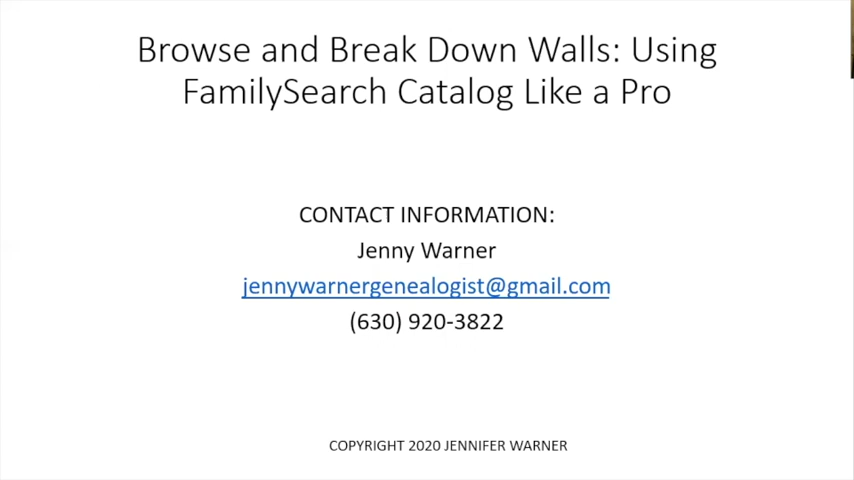 Browse and Break Down Walls: Using
FamilySearch Catalog Like a Pro
CONTACT INFORMATION:
Jenny Warner
jennywarnergenealogist@gmail.com
(630) 920-3822
COPYRIGHT 2020 JENNIFER WARNER